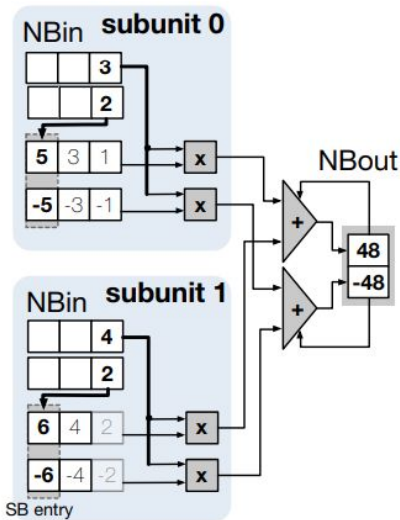 subunit 0
NBin
3
2
5 3 1
x
-5 -3 -1
x
NBout
+
48
-48
+
subunit 1
NBin
4
2
6 4 2
x
-6 -4 -2
x
SB entry